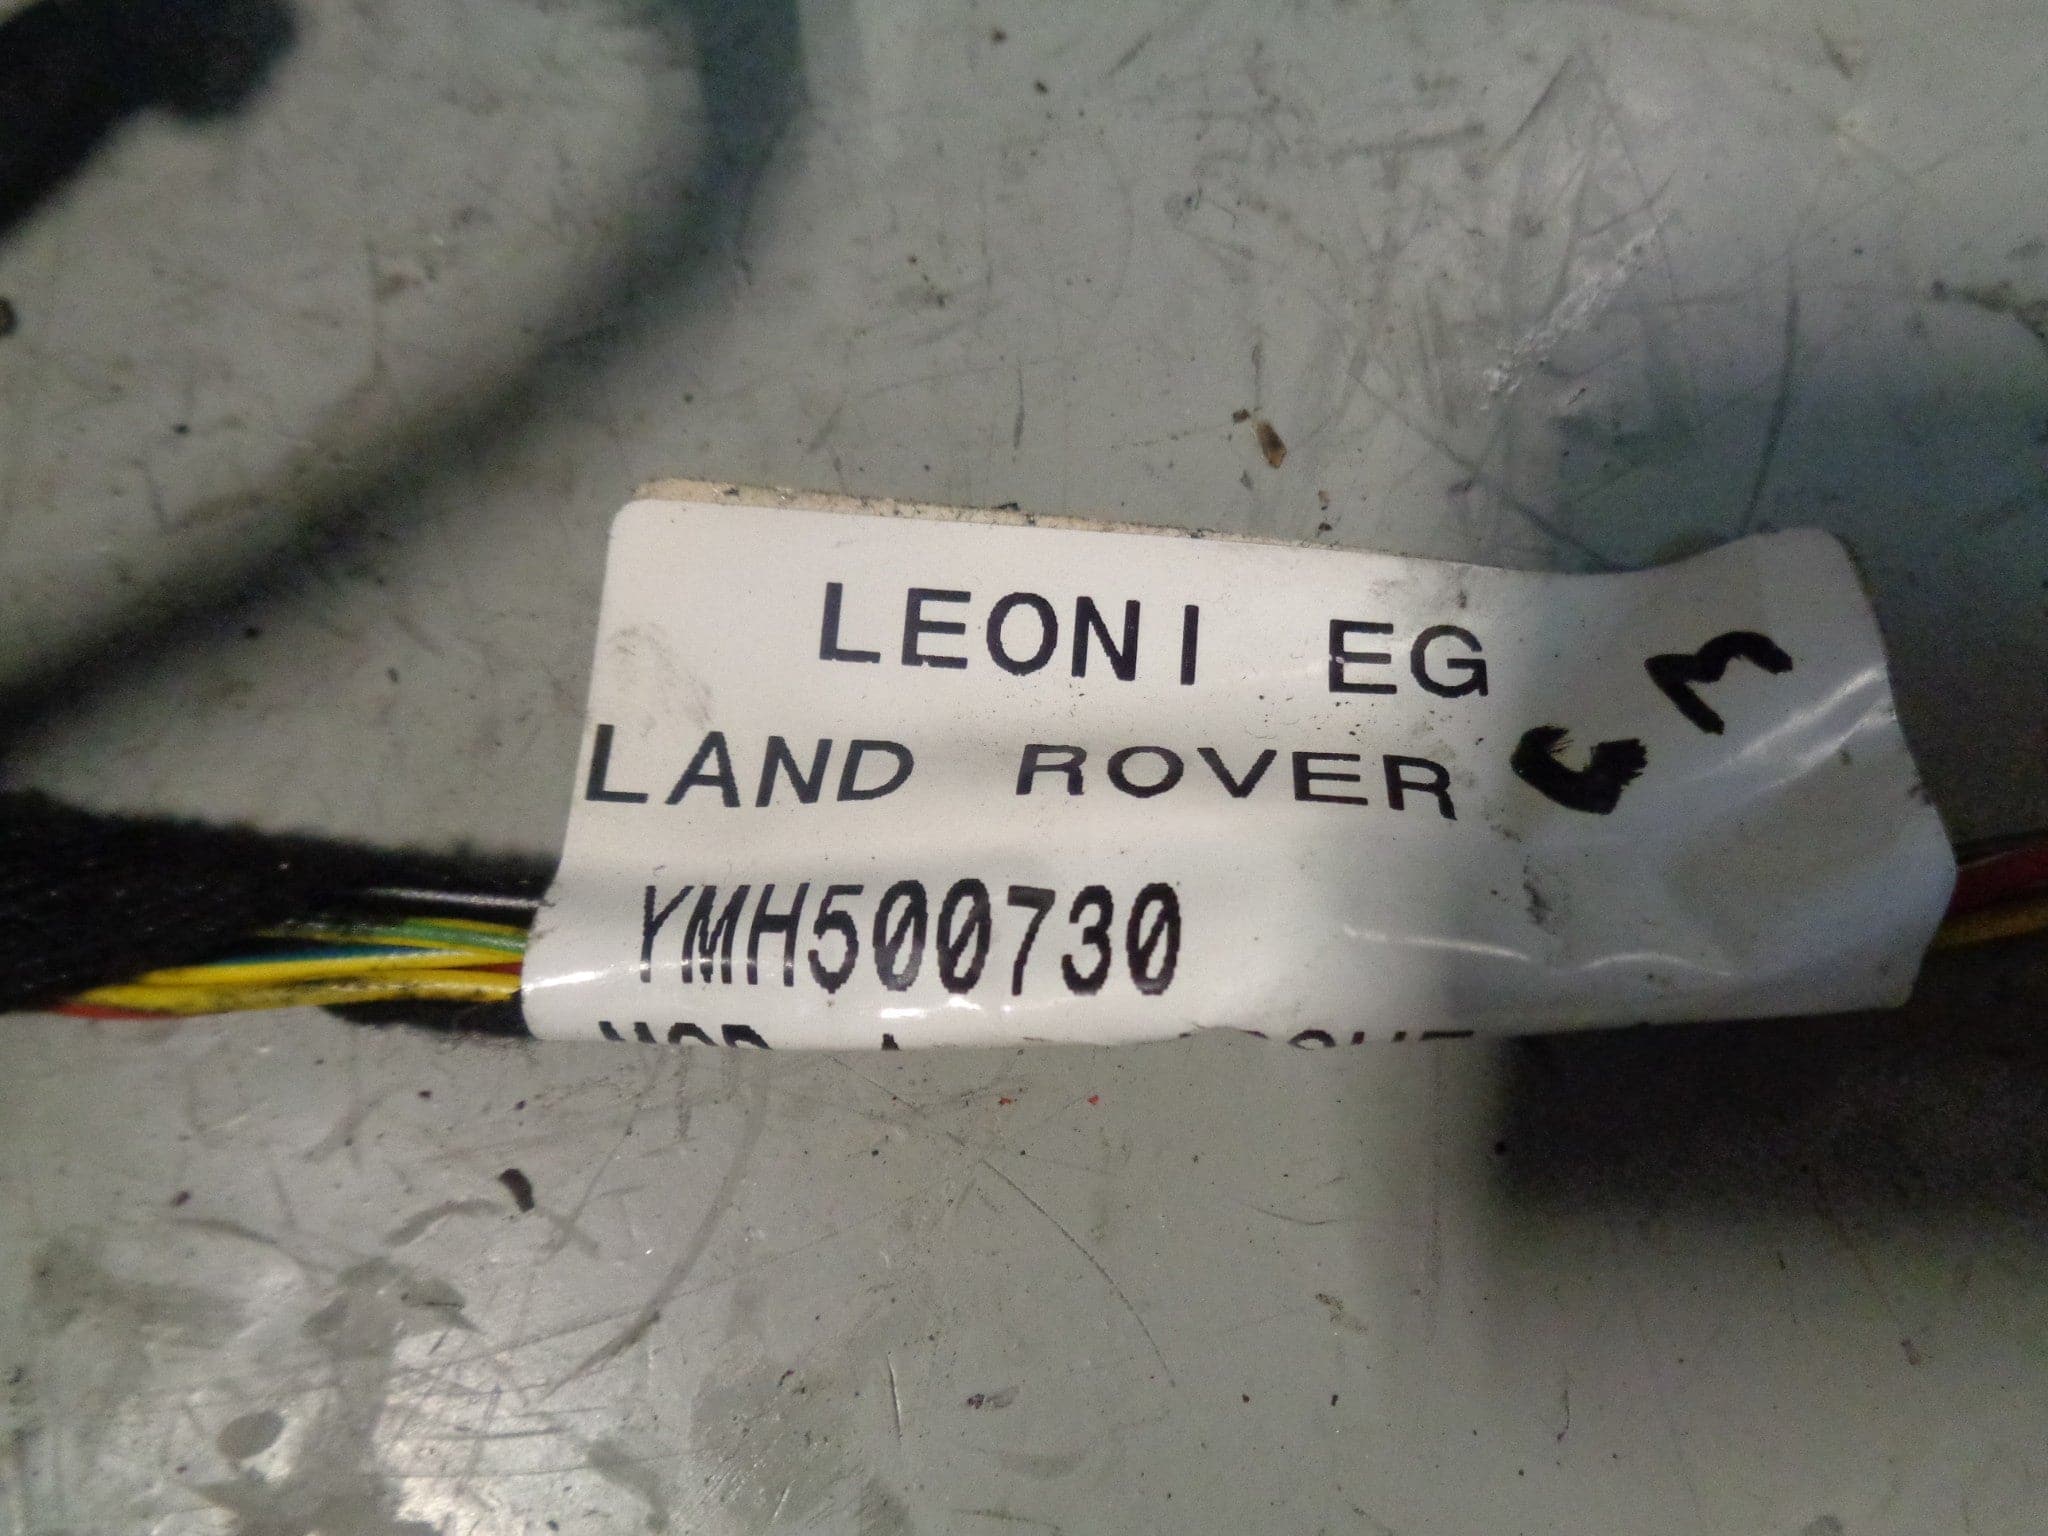 LEONI EG
LAND ROVER
YMH500730